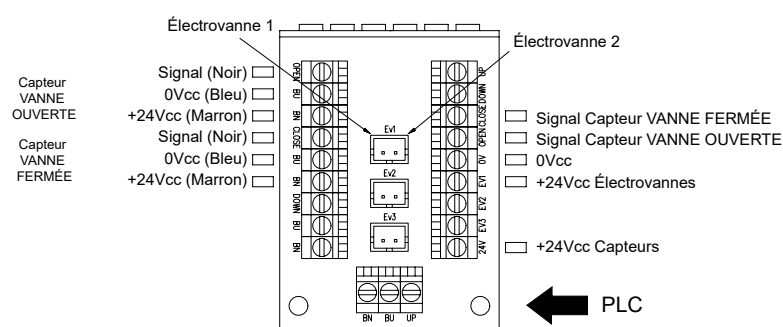 Électrovanne 1
Électrovanne 2
Capteur
VANNE
OUVERTE
Signal (Noir)
0Vcc (Bleu)
+24Vcc (Marron)
Capteur
VANNE
FERMÉE
Signal (Noir)
0Vcc (Bleu)
+24Vcc (Marron)
OPEN
BU
BN
CLOSE
BU
BN
DOWN
BU
BN
Ev1
Ev2
Ev3
UP
DOWN
CLOSE
OPEN
0V
EV1
EV2
EV3
24V
Signal Capteur VANNE FERMÉE
Signal Capteur VANNE OUVERTE
0Vcc
+24Vcc Électrovannes
+24Vcc Capteurs
BN BU UP
PLC